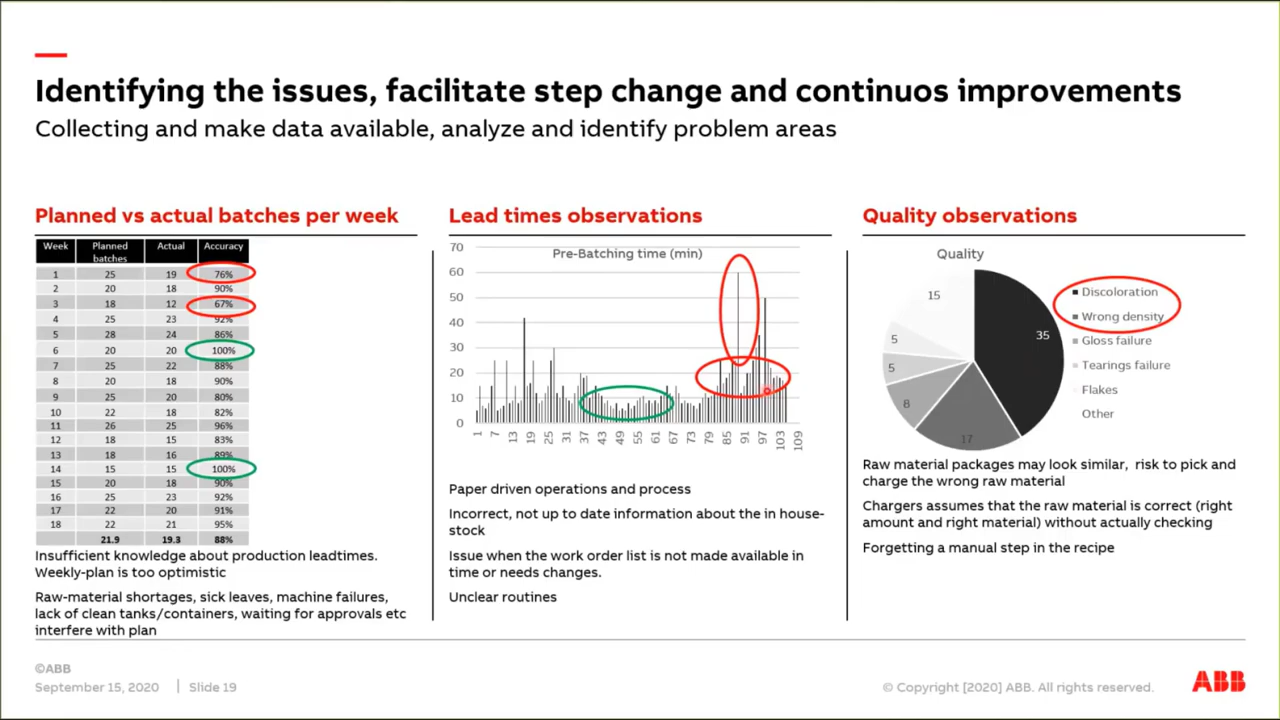 Identifying the issues, facilitate step change and continuos improvements
Collecting and make data available, analyze and identify problem areas
Planned vs actual batches per week
Week Planned batches Actual Accuracy
1 25 19 76%
2 20 18 90%
3 18 12 67%
4 25 23 92%
5 28 24 86%
6 20 20 100%
7 25 22 88%
8 20 18 90%
9 25 20 80%
10 22 18 82%
11 26 25 96%
12 18 15 83%
13 18 16 89%
14 15 15 100%
15 20 18 90%
16 25 23 92%
17 22 20 91%
18 22 21 95%
21.9 19.3 88%
Insufficient knowledge about production leadtimes.
Weekly-plan is too optimistic
Raw-material shortages, sick leaves, machine failures,
lack of clean tanks/containers, waiting for approvals etc
interfere with plan
Lead times observations
Pre-Batching time (min)
70
60
50
40
30
20
10
0
1 7 13 19 25 31 37 43 49 55 61 67 73 79 85 91 97 103 109
Paper driven operations and process
Incorrect, not up to date information about the in house-
stock
Issue when the work order list is not made available in
time or needs changes.
Unclear routines
Quality observations
Quality
35
17
8
5
5
15
Discoloration
Wrong density
Gloss failure
Tearings failure
Flakes
Other
Raw material packages may look similar, risk to pick and
charge the wrong raw material
Chargers assumes that the raw material is correct (right
amount and right material) without actually checking
Forgetting a manual step in the recipe
©ABB
September 15, 2020 | Slide 19
© Copyright [2020] ABB. All rights reserved.
ABB